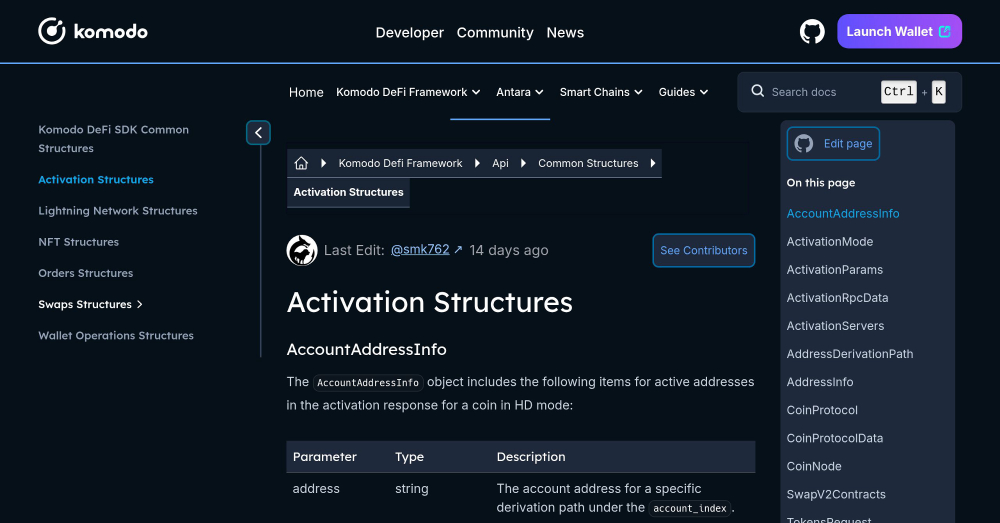 komodo
Developer Community News
Launch Wallet
Home Komodo DeFi Framework Antara Smart Chains Guides
Search docs Ctrl + K
Komodo DeFi SDK Common
Structures
Activation Structures
Lightning Network Structures
NFT Structures
Orders Structures
Swaps Structures
Wallet Operations Structures
Komodo Defi Framework Api Common Structures
Activation Structures
Last Edit: @smk762 ↗ 14 days ago
See Contributors
Activation Structures
AccountAddressInfo
The AccountAddressInfo object includes the following items for active addresses
in the activation response for a coin in HD mode:
Parameter Type Description
address string The account address for a specific
derivation path under the account_index.
Edit page
On this page
AccountAddressInfo
ActivationMode
ActivationParams
ActivationRpcData
ActivationServers
AddressDerivationPath
AddressInfo
CoinProtocol
CoinProtocolData
CoinNode
SwapV2Contracts
TokensRequest